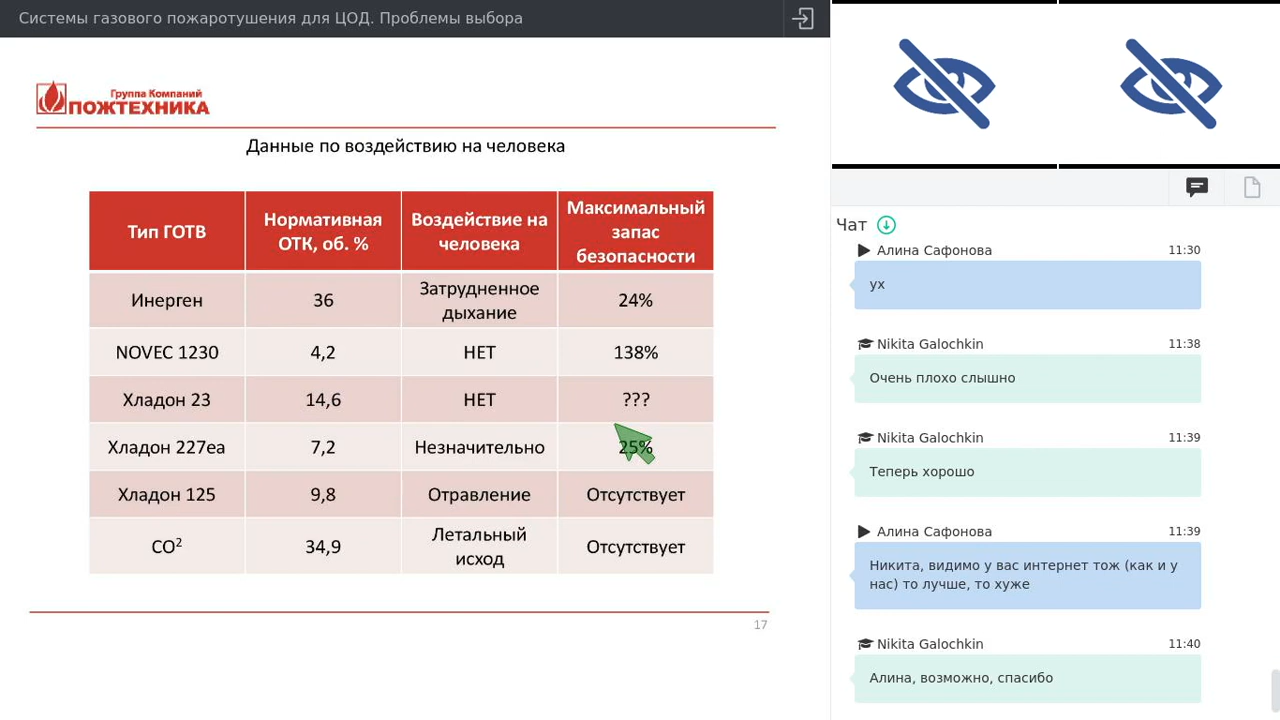 Системы газового пожаротушения для ЦОД. Проблемы выбора
Группа Компаний
ПОЖТЕХНИКА
Данные по воздействию на человека
Тип ГОТВ
Нормативная
ОТК, об. %
Воздействие на
человека
Максимальный
запас
безопасности
Инерген
36
Затрудненное
дыхание
24%
NOVEC 1230
4,2
НЕТ
138%
Хладон 23
14,6
НЕТ
???
Хладон 227еа
7,2
Незначительно
25%
Хладон 125
9,8
Отравление
Отсутствует
CO²
34,9
Летальный
исход
Отсутствует
17
Чат
Алина Сафонова 11:30
ух
Nikita Galochkin 11:38
Очень плохо слышно
Nikita Galochkin 11:39
Теперь хорошо
Алина Сафонова 11:39
Никита, видимо у вас интернет тож (как и у
нас) то лучше, то хуже
Nikita Galochkin 11:40
Алина, возможно, спасибо